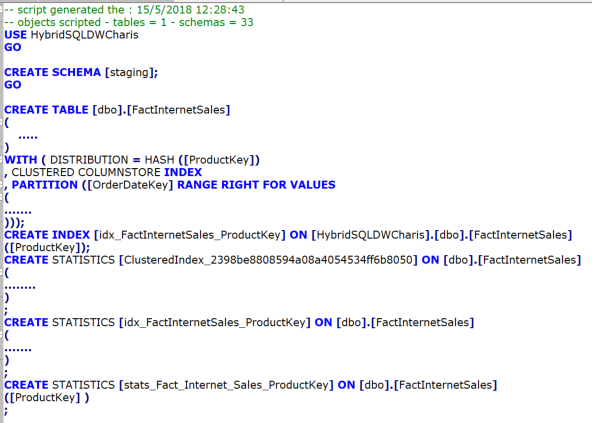 -- script generated the : 15/5/2018 12:28:43
-- objects scripted - tables = 1 - schemas = 33
USE HybridSQLDWCharis
GO
CREATE SCHEMA [staging];
GO
CREATE TABLE [dbo].[FactInternetSales]
(
.....
)
WITH ( DISTRIBUTION = HASH ([ProductKey])
, CLUSTERED COLUMNSTORE INDEX
, PARTITION ([OrderDateKey] RANGE RIGHT FOR VALUES
(
.......
)));
CREATE INDEX [idx_FactInternetSales_ProductKey] ON [HybridSQLDWCharis].[dbo].[FactInternetSales]
([ProductKey]);
CREATE STATISTICS [ClusteredIndex_2398be8808594a08a4054534ff6b8050] ON [dbo].[FactInternetSales]
(
........
)
;
CREATE STATISTICS [idx_FactInternetSales_ProductKey] ON [dbo].[FactInternetSales]
(
.......
)
;
CREATE STATISTICS [stats_Fact_Internet_Sales_ProductKey] ON [dbo].[FactInternetSales]
([ProductKey] )
;